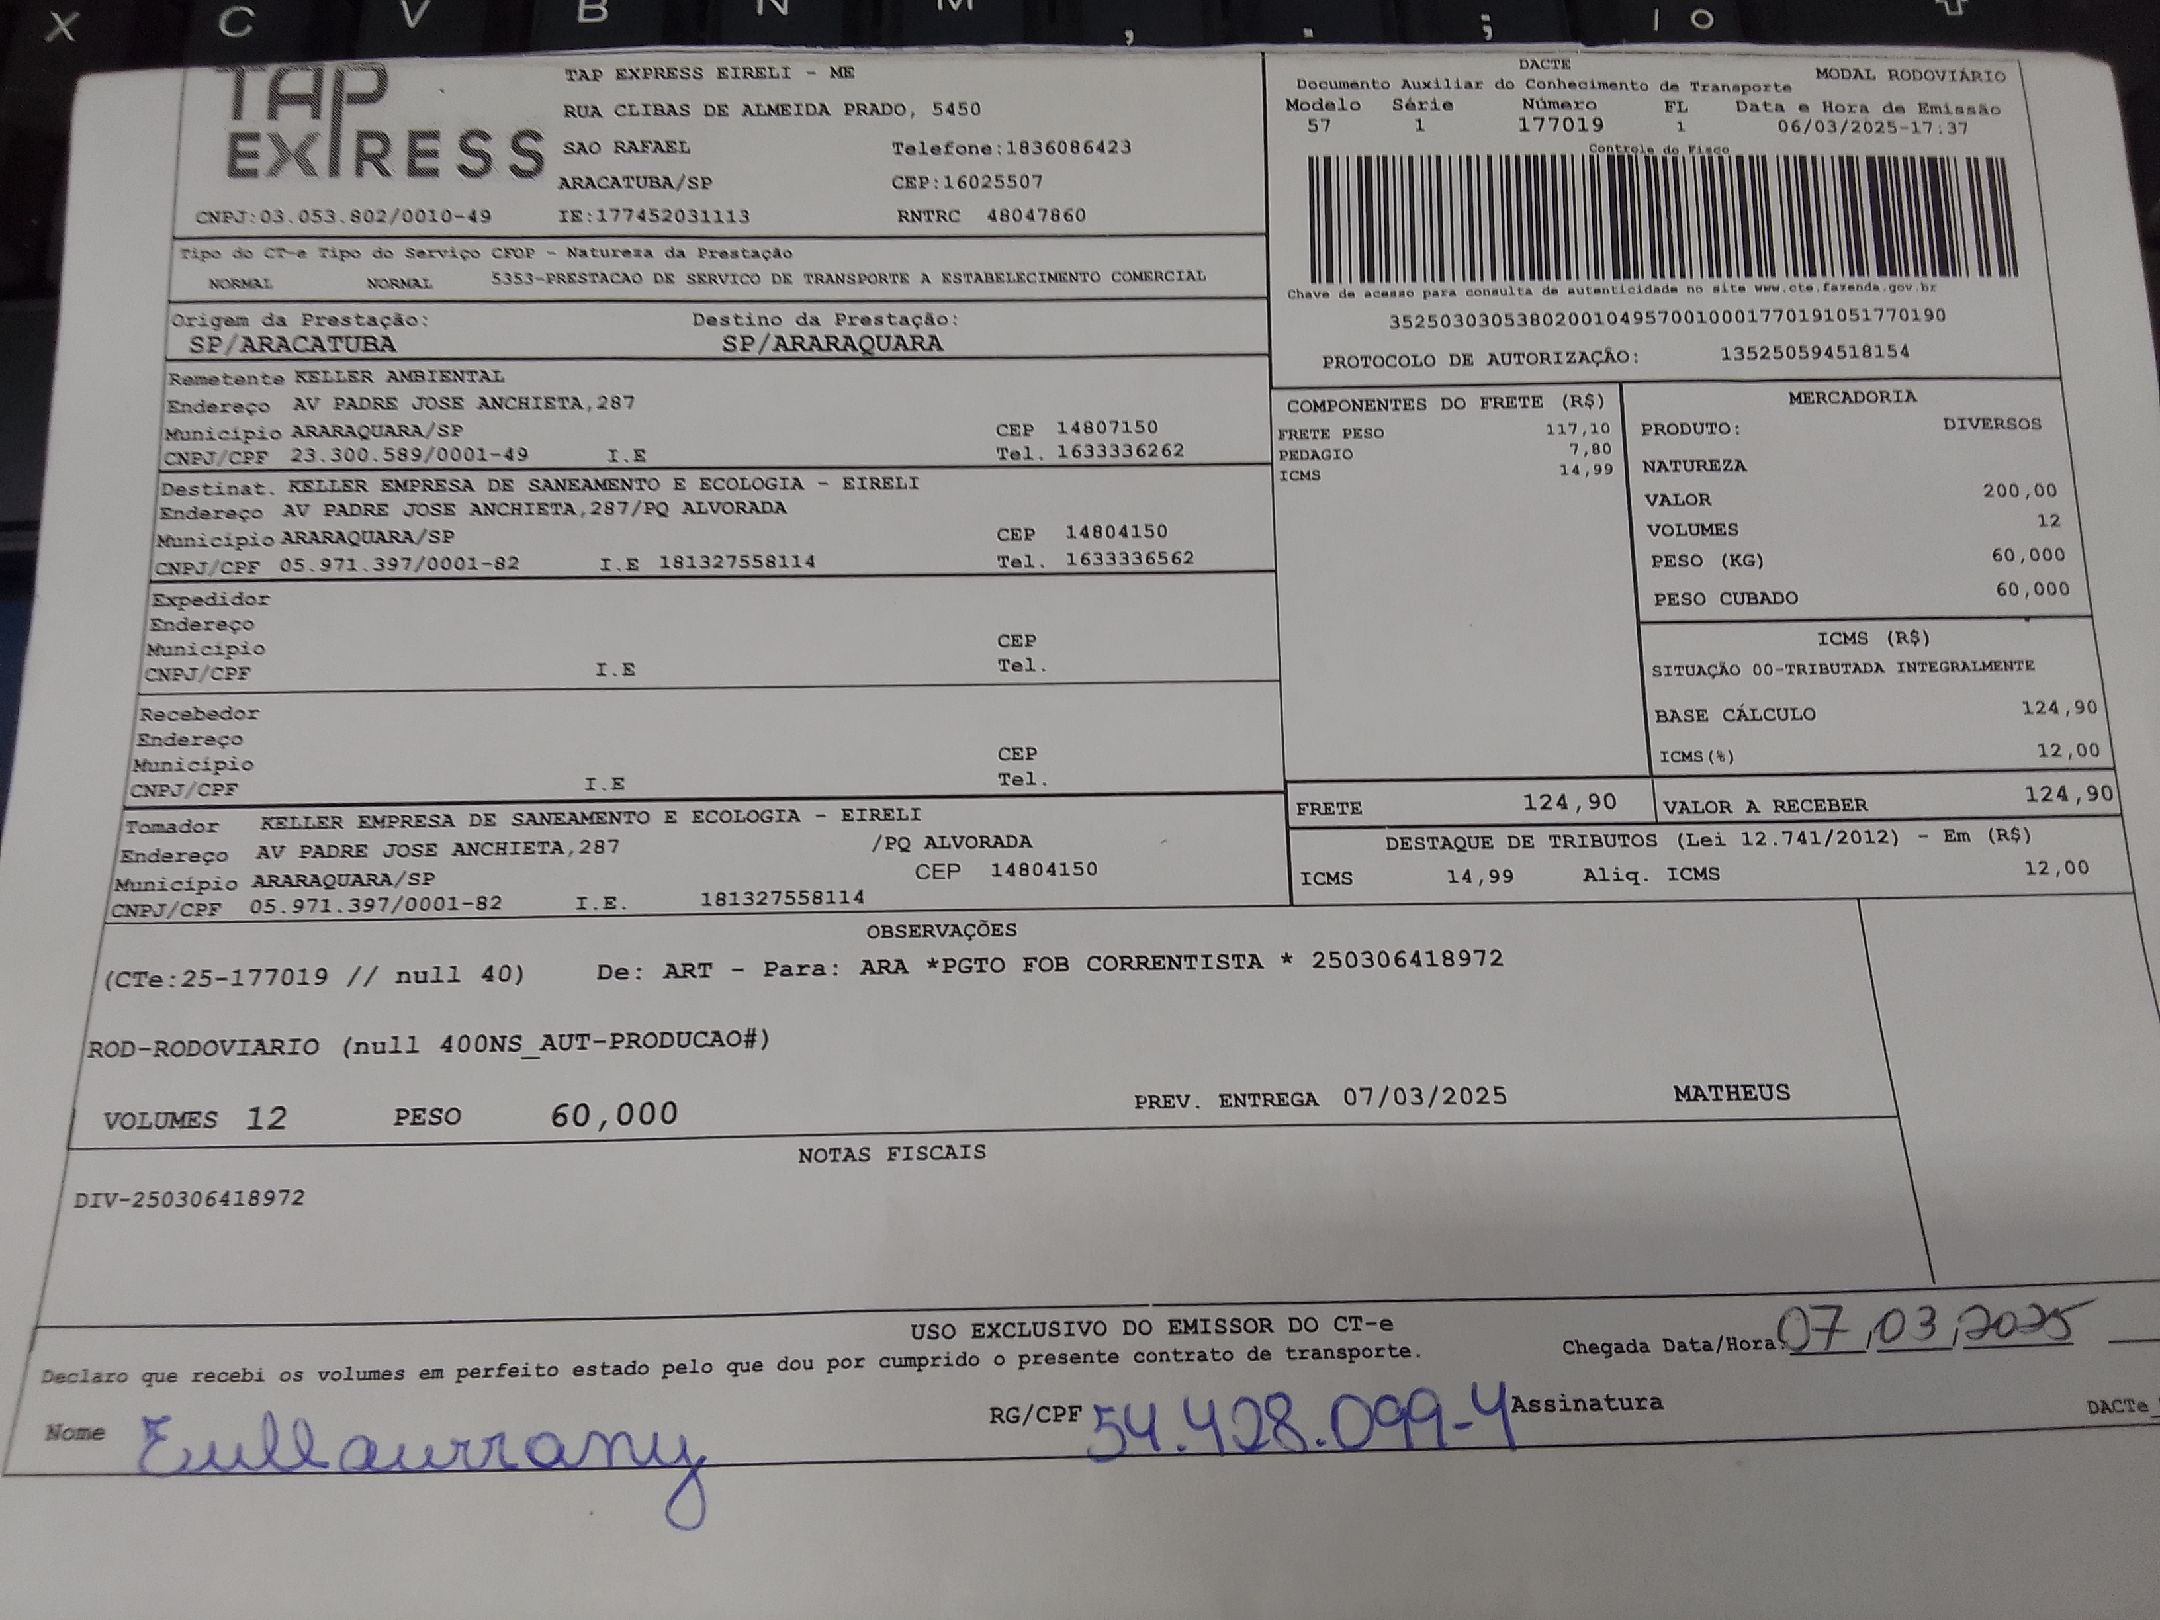 X C V B N M , . ; 1 0
TAP EXPRESS
TAP EXPRESS EIRELI - ME
RUA CLIBAS DE ALMEIDA PRADO, 5450
SAO RAFAEL Telefone:1836086423
ARACATUBA/SP CEP:16025507
CNPJ:03.053.802/0010-49 IE:177452031113 RNTRC 48047860
DACTE
Documento Auxiliar do Conhecimento de Transporte MODAL RODOVIÁRIO
Modelo Série Número FL Data e Hora de Emissão
57 1 177019 1 06/03/2025-17:37
Controle do Fisco
Chave de acesso para consulta de autenticidade no site www.cte.fazenda.gov.br
35250303053802001049570010001770191051770190
PROTOCOLO DE AUTORIZAÇÃO: 135250594518154
Tipo do CT-e Tipo do Serviço CFOP - Natureza da Prestação
NORMAL NORMAL 5353-PRESTACAO DE SERVICO DE TRANSPORTE A ESTABELECIMENTO COMERCIAL
Origem da Prestação: Destino da Prestação:
SP/ARACATUBA SP/ARARAQUARA
Remetente KELLER AMBIENTAL
Endereço AV PADRE JOSE ANCHIETA,287
Município ARARAQUARA/SP CEP 14807150
CNPJ/CPF 23.300.589/0001-49 I.E Tel. 1633336262
Destinat. KELLER EMPRESA DE SANEAMENTO E ECOLOGIA - EIRELI
Endereço AV PADRE JOSE ANCHIETA,287/PQ ALVORADA
Município ARARAQUARA/SP CEP 14804150
CNPJ/CPF 05.971.397/0001-82 I.E 181327558114 Tel. 1633336562
Expedidor
Endereço
Município CEP
CNPJ/CPF I.E Tel.
Recebedor
Endereço
Município CEP
CNPJ/CPF I.E Tel.
Tomador KELLER EMPRESA DE SANEAMENTO E ECOLOGIA - EIRELI
Endereço AV PADRE JOSE ANCHIETA,287 /PQ ALVORADA
Município ARARAQUARA/SP CEP 14804150
CNPJ/CPF 05.971.397/0001-82 I.E. 181327558114
COMPONENTES DO FRETE (R$)
FRETE PESO 117,10
PEDAGIO 7,80
ICMS 14,99
MERCADORIA
PRODUTO: DIVERSOS
NATUREZA
VALOR 200,00
VOLUMES 12
PESO (KG) 60,000
PESO CUBADO 60,000
ICMS (R$)
SITUAÇÃO 00-TRIBUTADA INTEGRALMENTE
BASE CÁLCULO 124,90
ICMS(%) 12,00
FRETE 124,90 VALOR A RECEBER 124,90
DESTAQUE DE TRIBUTOS (Lei 12.741/2012) - Em (R$)
ICMS 14,99 Aliq. ICMS 12,00
OBSERVAÇÕES
(CTe:25-177019 // null 40) De: ART - Para: ARA *PGTO FOB CORRENTISTA * 250306418972
ROD-RODOVIARIO (null 400NS_AUT-PRODUCAO#)
VOLUMES 12 PESO 60,000 PREV. ENTREGA 07/03/2025 MATHEUS
NOTAS FISCAIS
DIV-250306418972
USO EXCLUSIVO DO EMISSOR DO CT-e
Declaro que recebi os volumes em perfeito estado pelo que dou por cumprido o presente contrato de transporte. Chegada Data/Hora: 07,03,2025
Nome Eullaurrany RG/CPF 54.428.099-4 Assinatura DACTe_